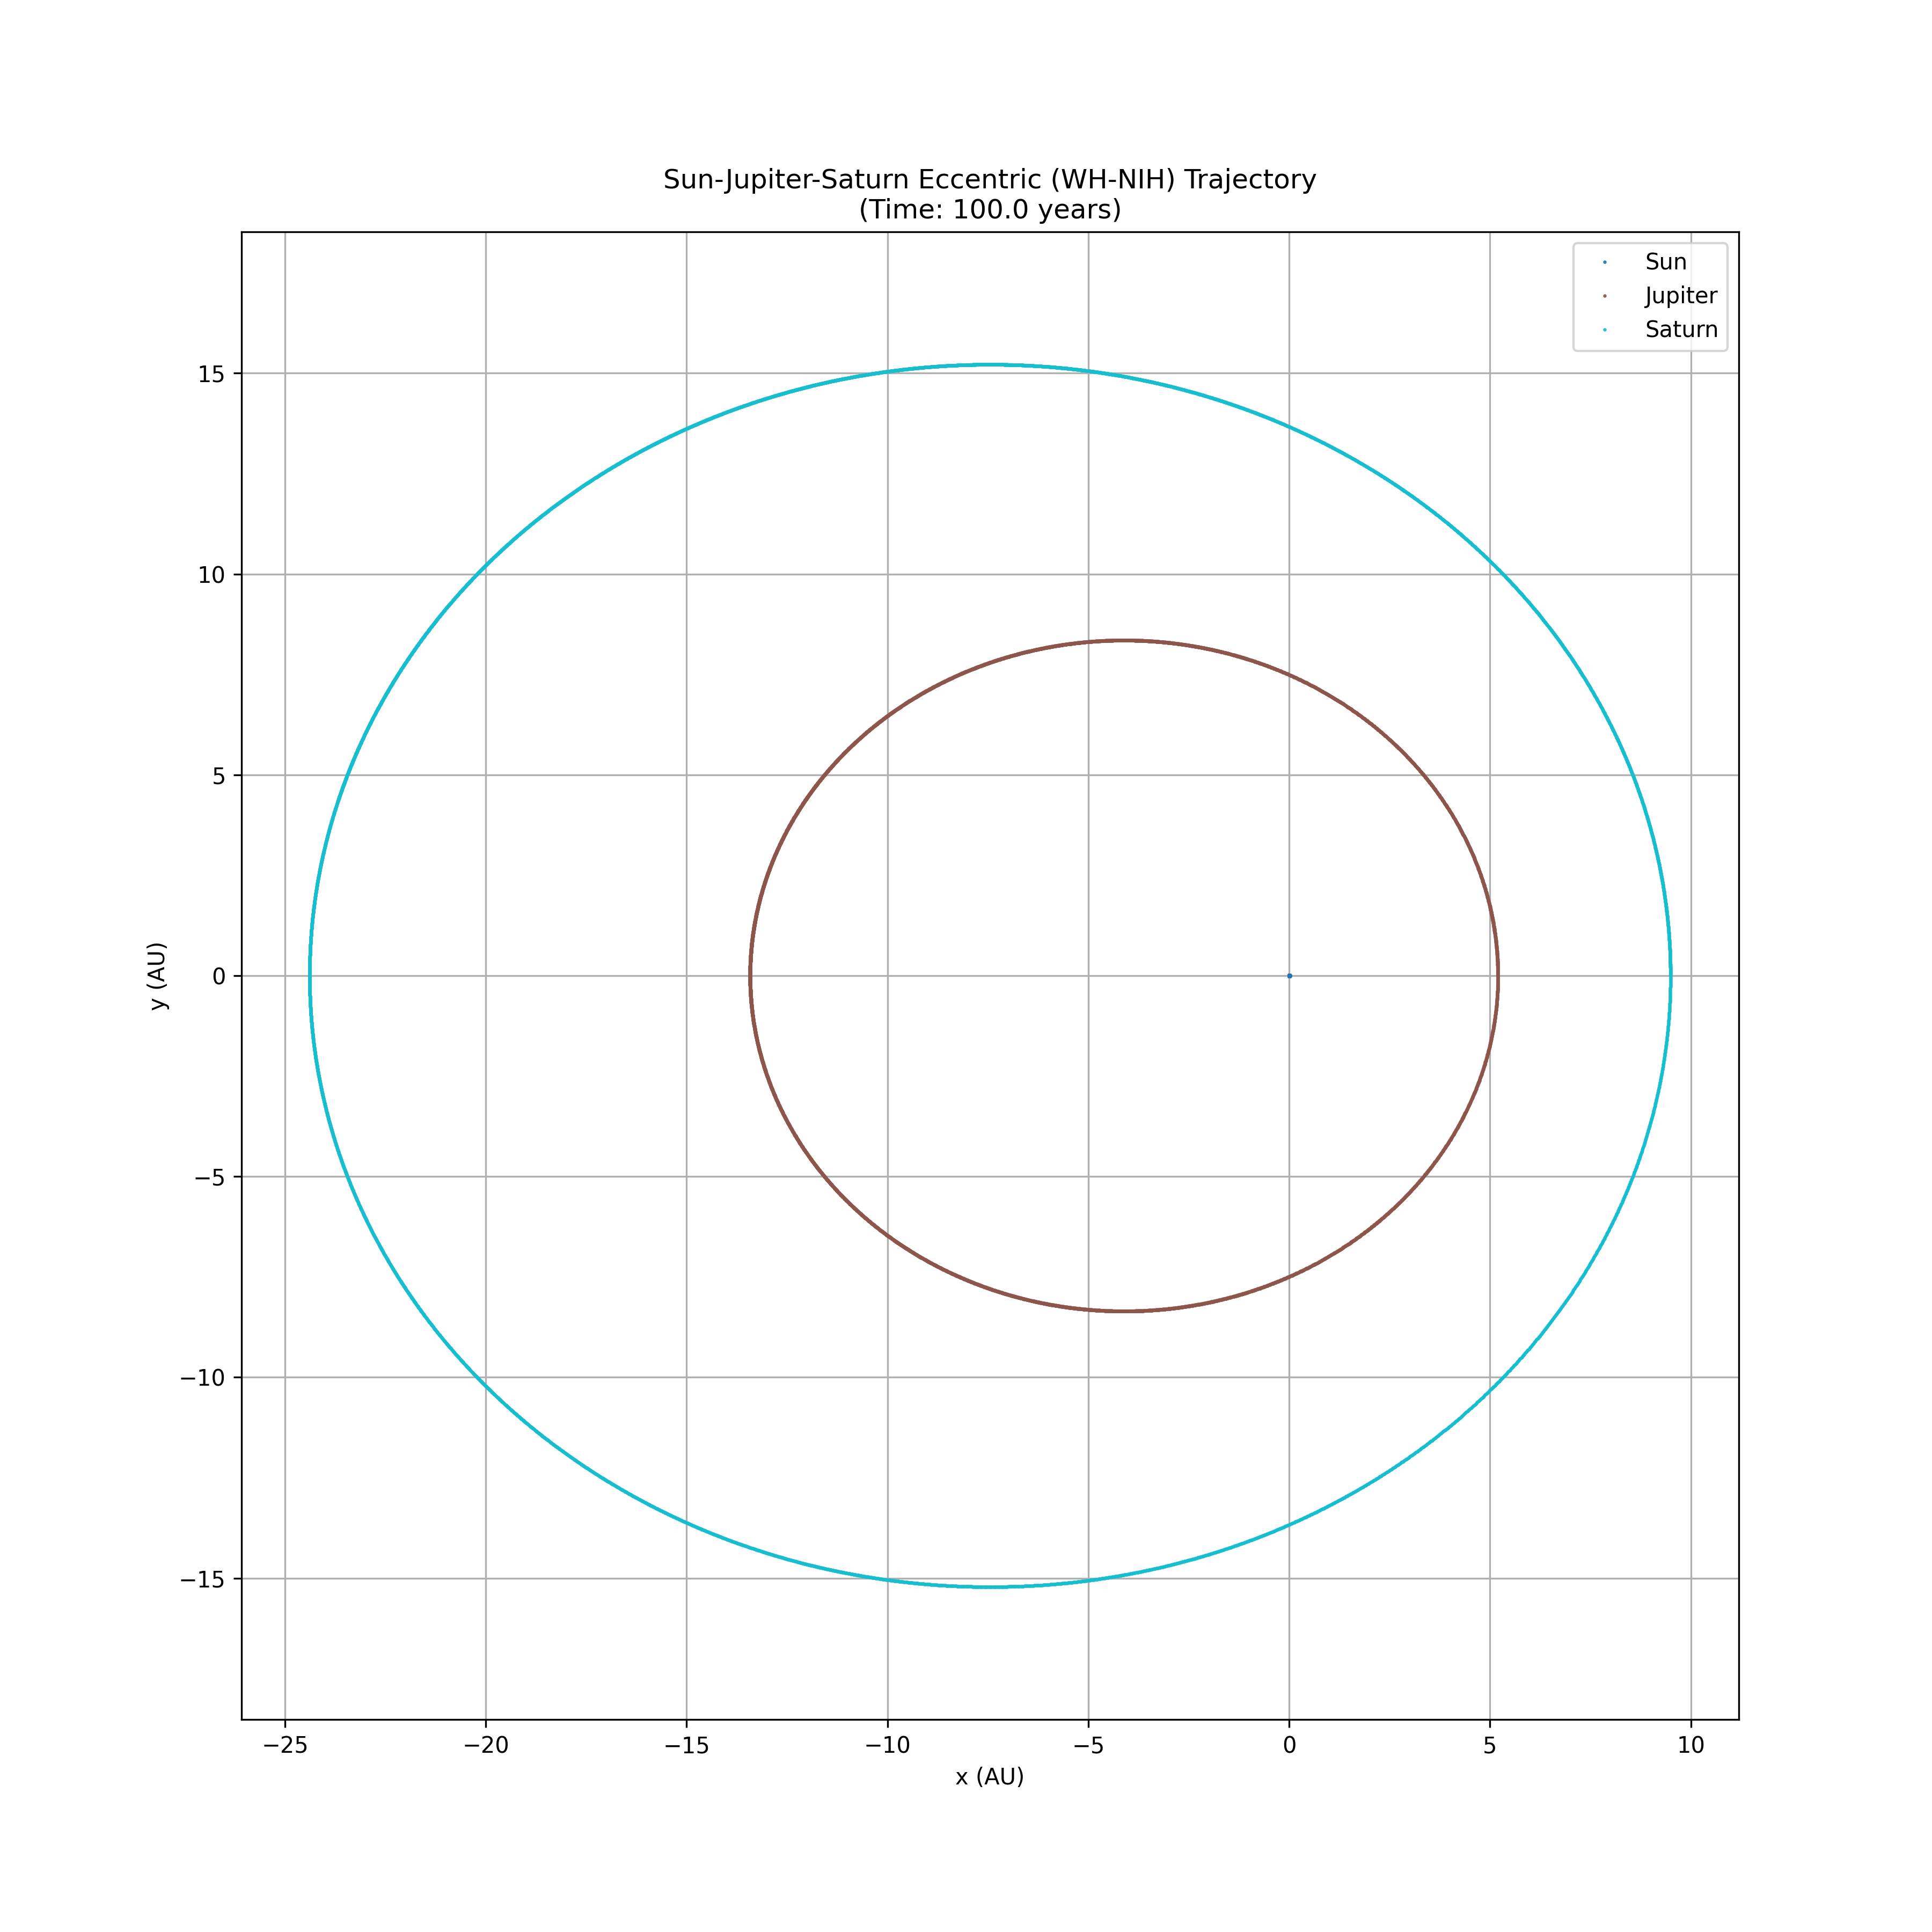 Sun-Jupiter-Saturn Eccentric (WH-NIH) Trajectory
(Time: 100.0 years)
Sun
Jupiter
Saturn
15
10
5
0
−5
−10
−15
y (AU)
−25 −20 −15 −10 −5 0 5 10
x (AU)